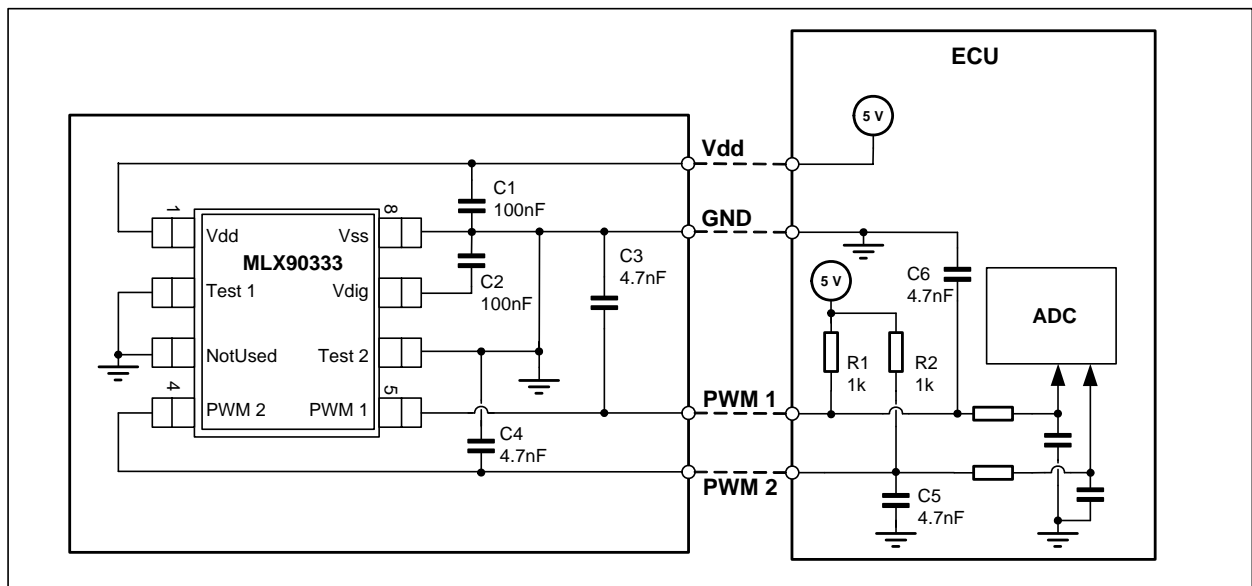 ECU
5 V
Vdd
C1
100nF
GND
1
8
Vdd
Vss
MLX90333
C3
4.7nF
C2
100nF
Test 1
Vdig
C6
4.7nF
5 V
ADC
NotUsed
Test 2
R1
1k
R2
1k
4
5
PWM 2
PWM 1
PWM 1
C4
4.7nF
PWM 2
C5
4.7nF